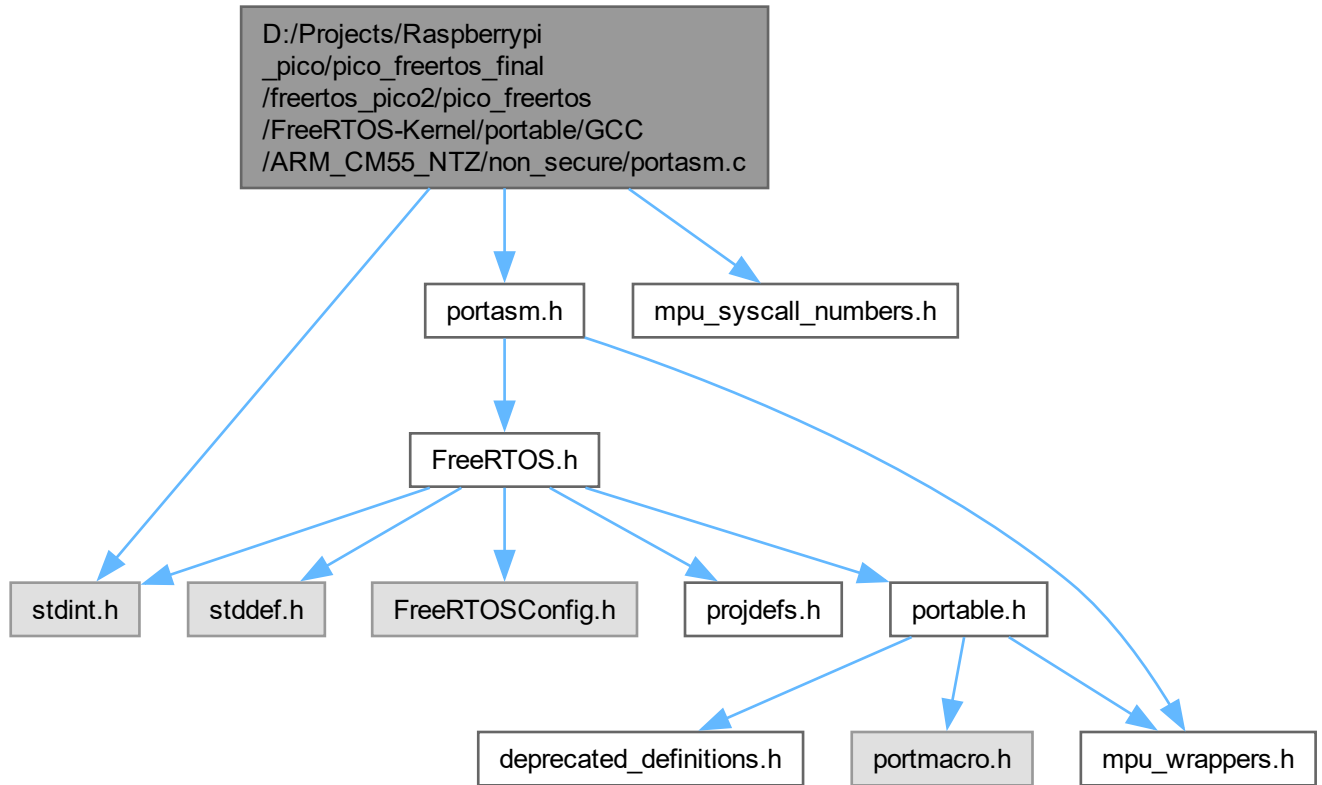 D:/Projects/Raspberrypi
_pico/pico_freertos_final
/freertos_pico2/pico_freertos
/FreeRTOS-Kernel/portable/GCC
/ARM_CM55_NTZ/non_secure/portasm.c
portasm.h
mpu_syscall_numbers.h
FreeRTOS.h
stdint.h
stddef.h
FreeRTOSConfig.h
projdefs.h
portable.h
deprecated_definitions.h
portmacro.h
mpu_wrappers.h